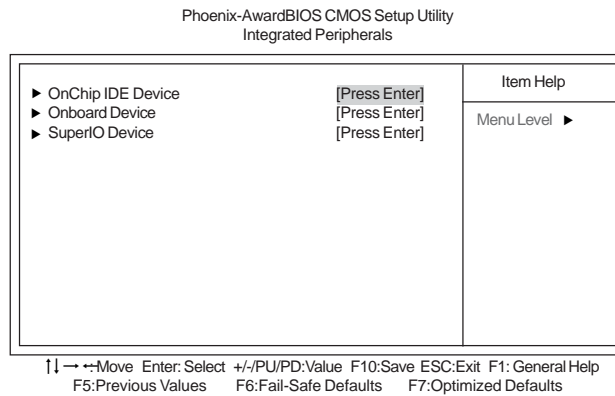 Phoenix-AwardBIOS CMOS Setup Utility
Integrated Peripherals
▶ OnChip IDE Device [Press Enter]
▶ Onboard Device [Press Enter]
▶ SuperIO Device [Press Enter]
Item Help
Menu Level ▶
↑↓→←:Move Enter: Select +/-/PU/PD:Value F10:Save ESC:Exit F1: General Help
F5:Previous Values F6:Fail-Safe Defaults F7:Optimized Defaults